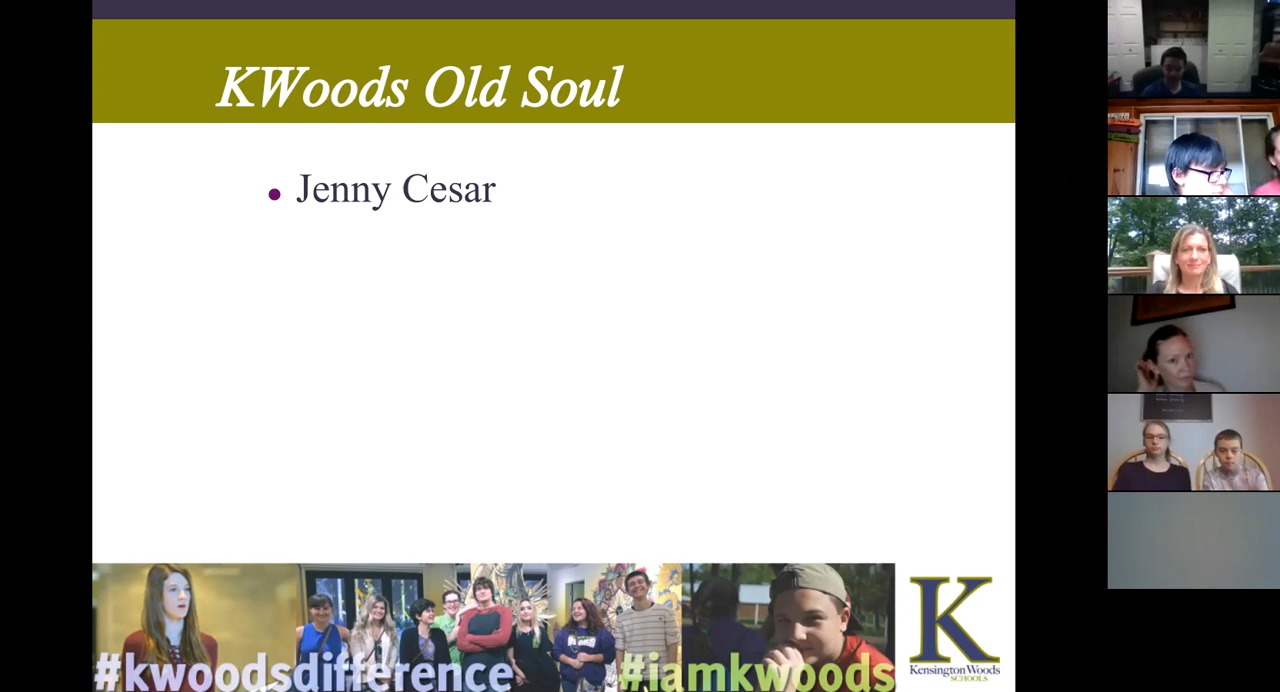 KWoods Old Soul
• Jenny Cesar
#kwoodsdifference
#iamkwoods
K
Kensington Woods
SCHOOLS